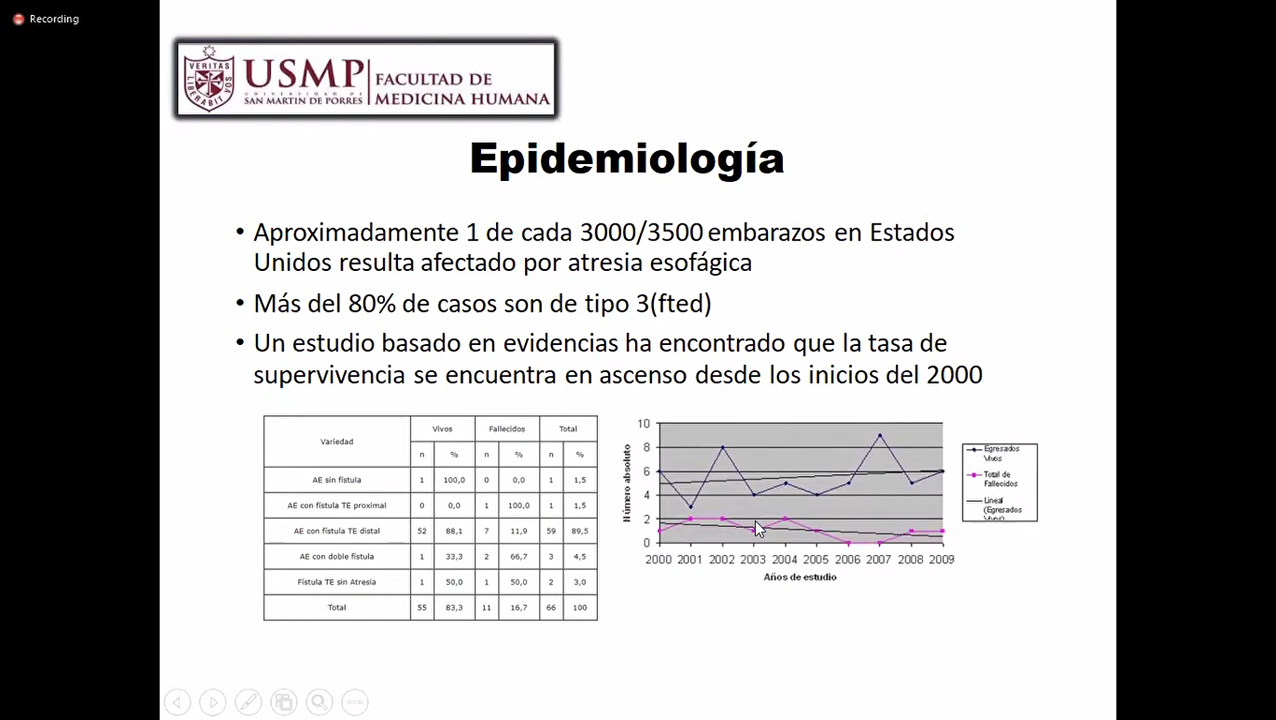 Recording
VERITAS
LIBERABIT VOS
USMP
UNIVERSIDAD DE
SAN MARTIN DE PORRES
FACULTAD DE
MEDICINA HUMANA
Epidemiología
• Aproximadamente 1 de cada 3000/3500 embarazos en Estados
Unidos resulta afectado por atresia esofágica
• Más del 80% de casos son de tipo 3(fted)
• Un estudio basado en evidencias ha encontrado que la tasa de
supervivencia se encuentra en ascenso desde los inicios del 2000
Variedad Vivos Fallecidos Total
n % n % n %
AE sin fístula 1 100,0 0 0,0 1 1,5
AE con fístula TE proximal 0 0,0 1 100,0 1 1,5
AE con fístula TE distal 52 88,1 7 11,9 59 89,5
AE con doble fístula 1 33,3 2 66,7 3 4,5
Fístula TE sin Atresia 1 50,0 1 50,0 2 3,0
Total 55 83,3 11 16,7 66 100
Número absoluto
10
8
6
4
2
0
2000 2001 2002 2003 2004 2005 2006 2007 2008 2009
Años de estudio
Egresados
Vivos
Total de
Fallecidos
Lineal
(Egresados
Vivos)